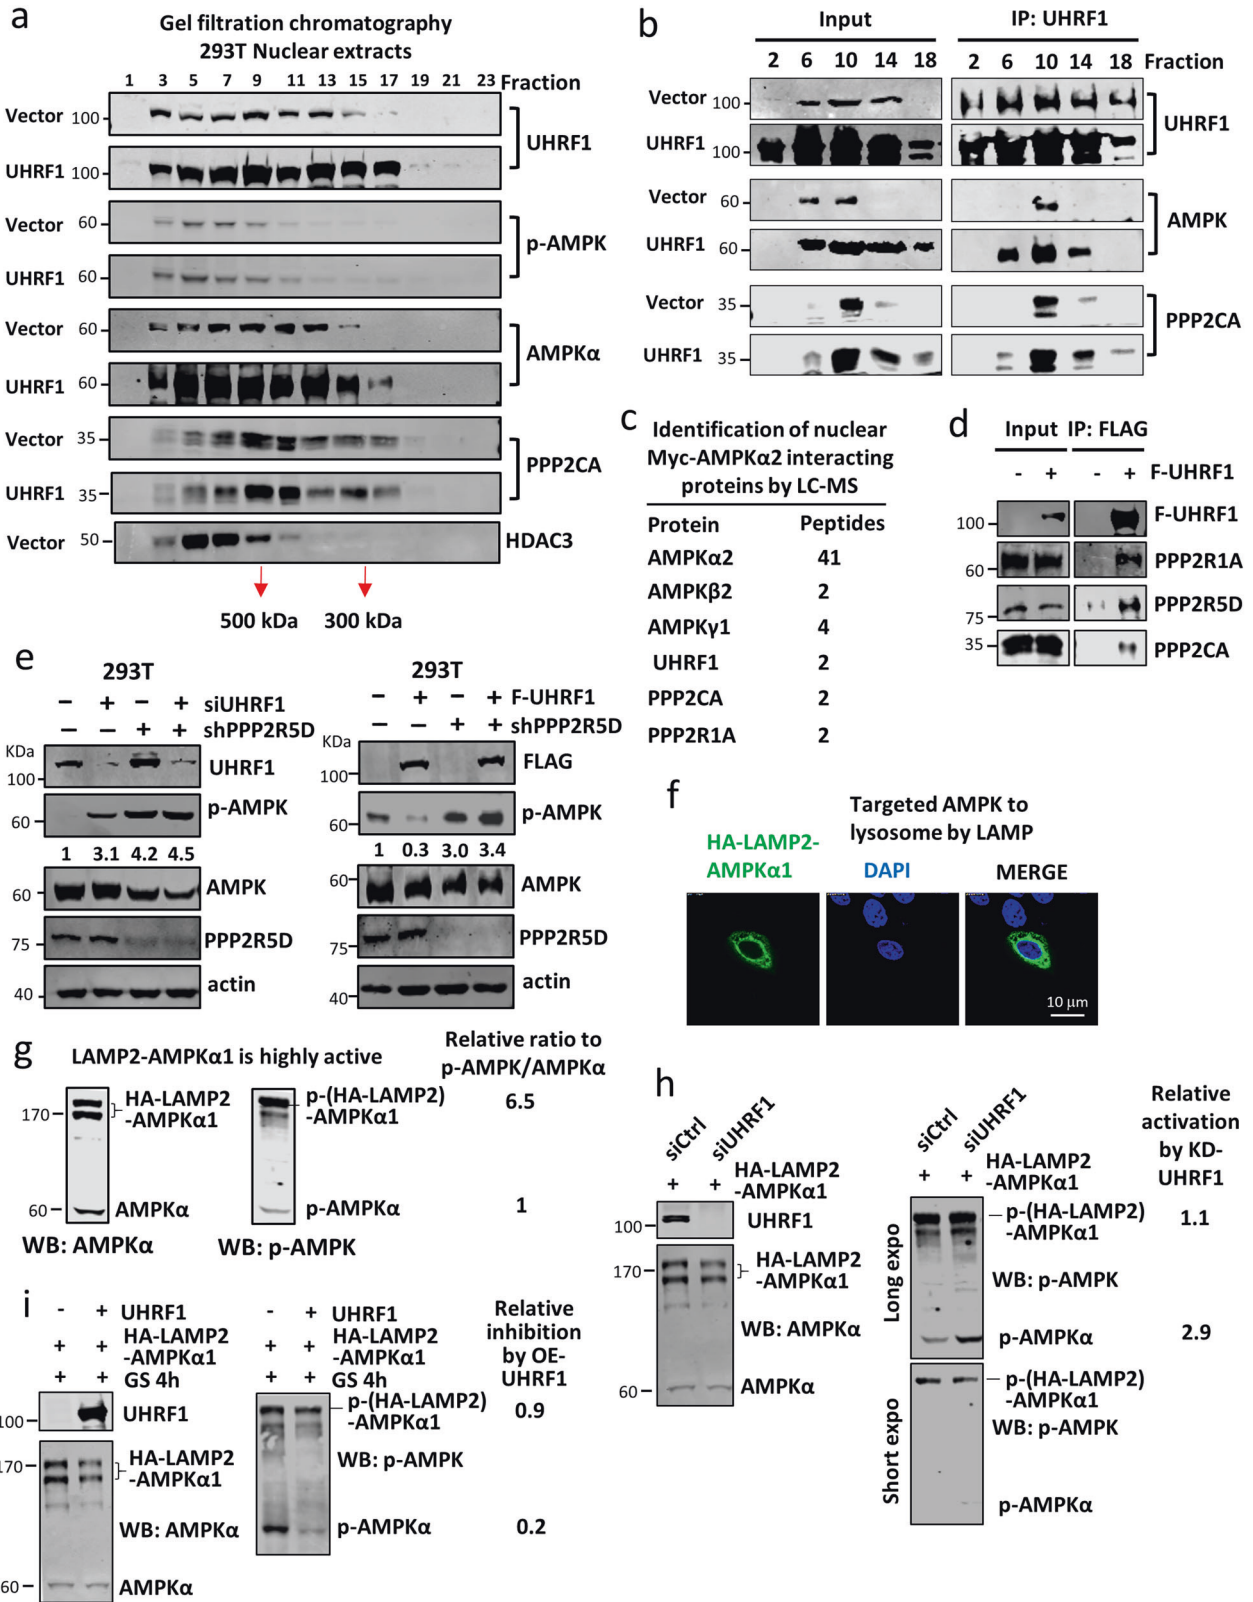 a
Gel filtration chromatography
293T Nuclear extracts
1 3 5 7 9 11 13 15 17 19 21 23 Fraction
Vector 100
UHRF1
UHRF1 100
Vector 60
p-AMPK
UHRF1 60
Vector 60
AMPKα
UHRF1 60
Vector 35
PPP2CA
UHRF1 35
Vector 50 HDAC3
500 kDa 300 kDa
b
Input IP: UHRF1
2 6 10 14 18 2 6 10 14 18 Fraction
Vector 100
UHRF1
UHRF1 100
Vector 60
AMPK
UHRF1 60
Vector 35
PPP2CA
UHRF1 35
c
Identification of nuclear
Myc-AMPKα2 interacting
proteins by LC-MS
Protein Peptides
AMPKα2 41
AMPKβ2 2
AMPKγ1 4
UHRF1 2
PPP2CA 2
PPP2R1A 2
d
Input IP: FLAG
- + - + F-UHRF1
100 F-UHRF1
60 PPP2R1A
75 PPP2R5D
35 PPP2CA
e
293T
– + – + siUHRF1
– – + + shPPP2R5D
KDa
100 UHRF1
60 p-AMPK
1 3.1 4.2 4.5
60 AMPK
75 PPP2R5D
40 actin
293T
– + – + F-UHRF1
– – + + shPPP2R5D
KDa
100 FLAG
60 p-AMPK
1 0.3 3.0 3.4
60 AMPK
75 PPP2R5D
40 actin
f
Targeted AMPK to
lysosome by LAMP
HA-LAMP2-
AMPKα1 DAPI MERGE
10 μm
g
LAMP2-AMPKα1 is highly active
Relative ratio to
p-AMPK/AMPKα
170 HA-LAMP2
-AMPKα1
p-(HA-LAMP2)
-AMPKα1
6.5
60 AMPKα
p-AMPKα 1
WB: AMPKα WB: p-AMPK
h
siCtrl siUHRF1
+ + HA-LAMP2
-AMPKα1
100 UHRF1
170 HA-LAMP2
-AMPKα1
WB: AMPKα
60 AMPKα
siCtrl siUHRF1
+ + HA-LAMP2
-AMPKα1
Relative
activation
by KD-
UHRF1
Long expo
p-(HA-LAMP2)
-AMPKα1
1.1
WB: p-AMPK
p-AMPKα 2.9
Short expo
p-(HA-LAMP2)
-AMPKα1
WB: p-AMPK
p-AMPKα
i
- + UHRF1
+ + HA-LAMP2
-AMPKα1
+ + GS 4h
100 UHRF1
170 HA-LAMP2
-AMPKα1
WB: AMPKα
60 AMPKα
- + UHRF1
+ + HA-LAMP2
-AMPKα1
+ + GS 4h
Relative
inhibition
by OE-
UHRF1
p-(HA-LAMP2)
-AMPKα1
0.9
WB: p-AMPK
p-AMPKα 0.2